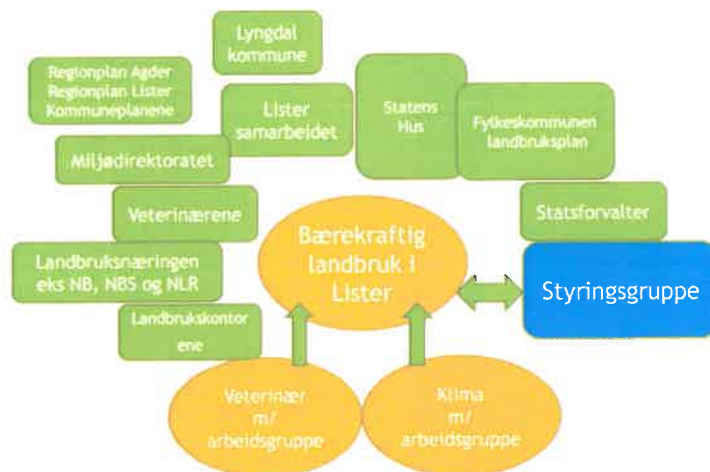 Lyngdal
kommune
Regionplan Agder
Regionplan Lister
Kommuneplanene
Lister
samarbeidet
Statens
Hus
Fylkeskommunen
landbruksplan
Miljødirektoratet
Veterinærene
Statsforvalter
Bærekraftig
landbruk i
Lister
Landbruksnæringen
eks NB, NBS og NLR
Styringsgruppe
Landbrukskontor
ene
Veterinær
m/
arbeidsgruppe
Klima
m/
arbeidsgruppe